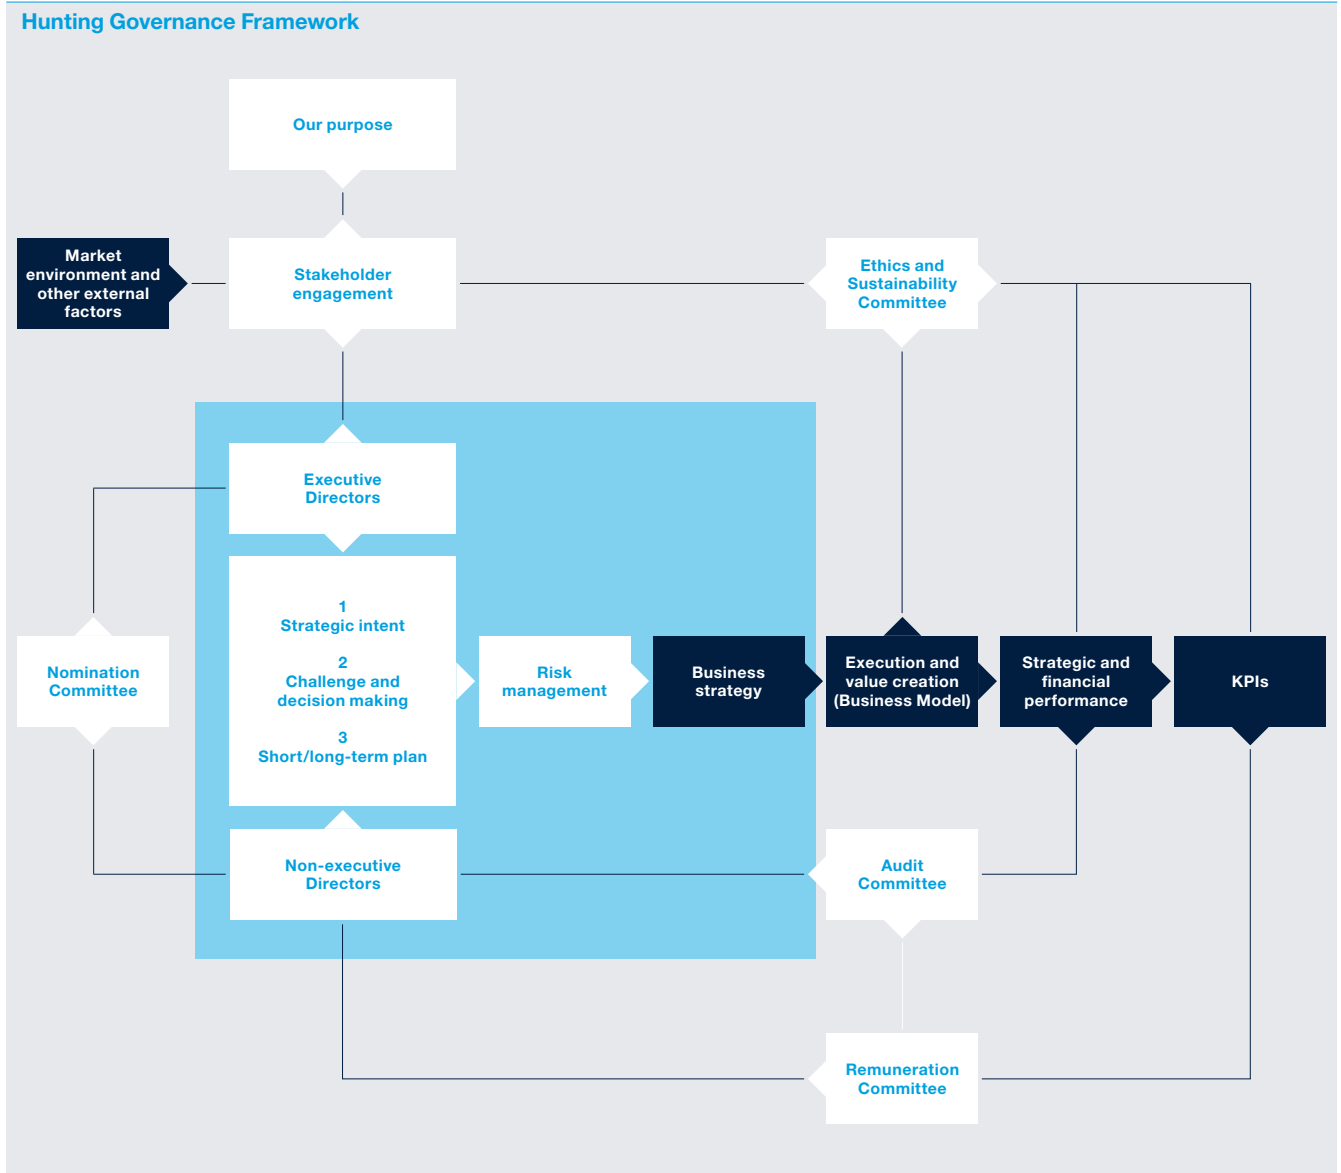 Hunting Governance Framework
Our purpose
Market
environment and
other external
factors
Stakeholder
engagement
Ethics and
Sustainability
Committee
Executive
Directors
1
Strategic intent
2
Challenge and
decision making
3
Short/long-term plan
Nomination
Committee
Risk
management
Business
strategy
Execution and
value creation
(Business Model)
Strategic and
financial
performance
KPIs
Non-executive
Directors
Audit
Committee
Remuneration
Committee